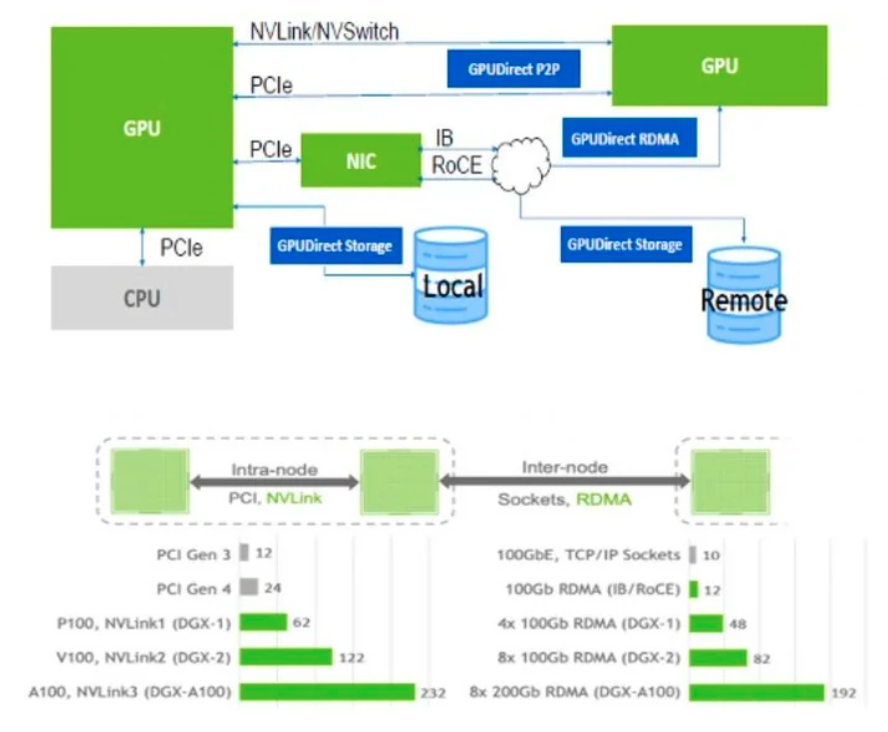 NVLink/NVSwitch
GPUDirect P2P
GPU
PCIe
GPU
PCIe
NIC
IB
RoCE
GPUDirect RDMA
PCIe
GPUDirect Storage
GPUDirect Storage
CPU
Local
Remote
Intra-node
PCI, NVLink
Inter-node
Sockets, RDMA
PCI Gen 3 12
PCI Gen 4 24
P100, NVLink1 (DGX-1) 62
V100, NVLink2 (DGX-2) 122
A100, NVLink3 (DGX-A100) 232
100GbE, TCP/IP Sockets 10
100Gb RDMA (IB/RoCE) 12
4x 100Gb RDMA (DGX-1) 48
8x 100Gb RDMA (DGX-2) 82
8x 200Gb RDMA (DGX-A100) 192